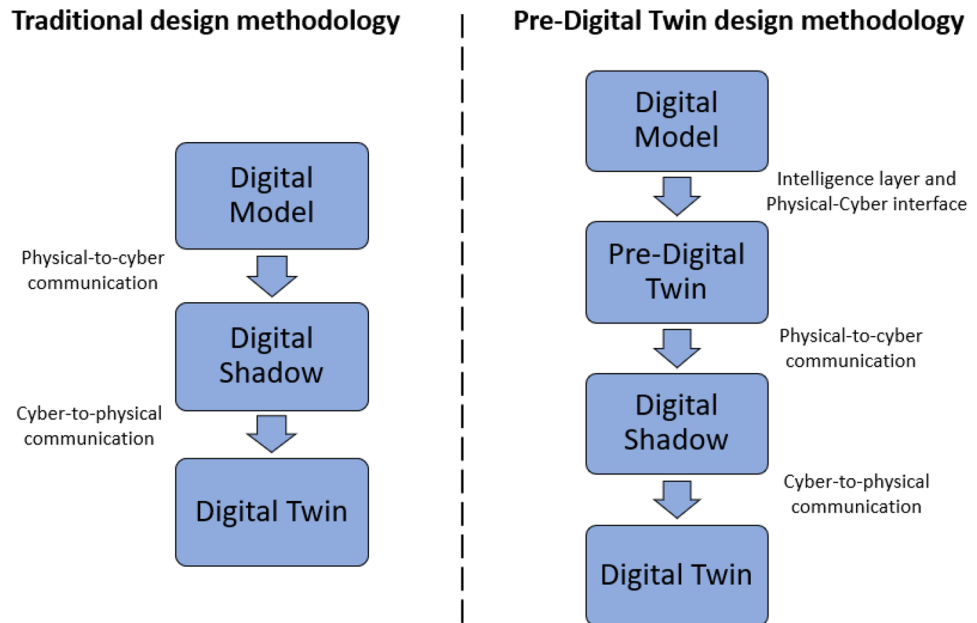 Traditional design methodology
Digital
Model
Physical-to-cyber
communication
Digital
Shadow
Cyber-to-physical
communication
Digital Twin
Pre-Digital Twin design methodology
Digital
Model
Intelligence layer and
Physical-Cyber interface
Pre-Digital
Twin
Physical-to-cyber
communication
Digital
Shadow
Cyber-to-physical
communication
Digital Twin